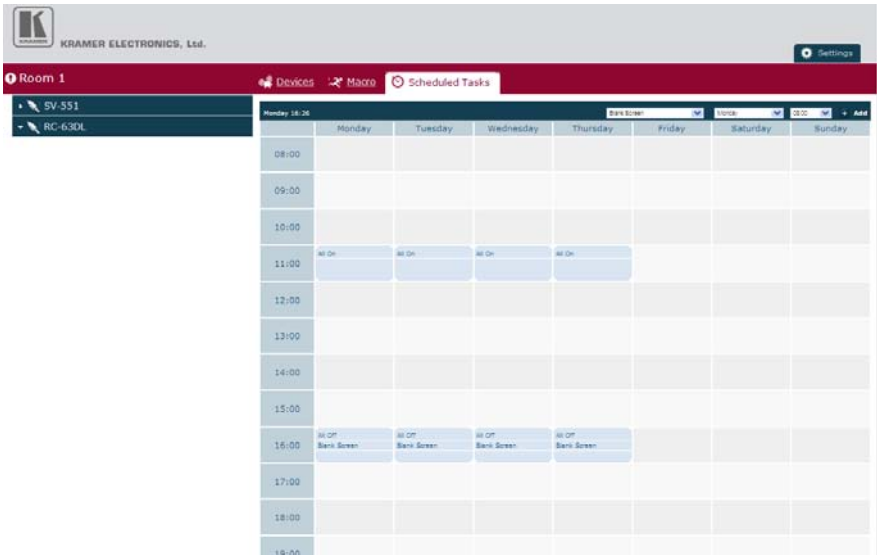 KRAMER
KRAMER ELECTRONICS, Ltd.
Settings
Room 1
Devices Macro Scheduled Tasks
SV-551
RC-63DL
Monday 16:26 Blank Screen Monday 08:00 + Add
Monday Tuesday Wednesday Thursday Friday Saturday Sunday
08:00
09:00
10:00
All On All On All On All On
11:00
12:00
13:00
14:00
15:00
All Off All Off All Off All Off
16:00 Blank Screen Blank Screen Blank Screen Blank Screen
17:00
18:00
19:00